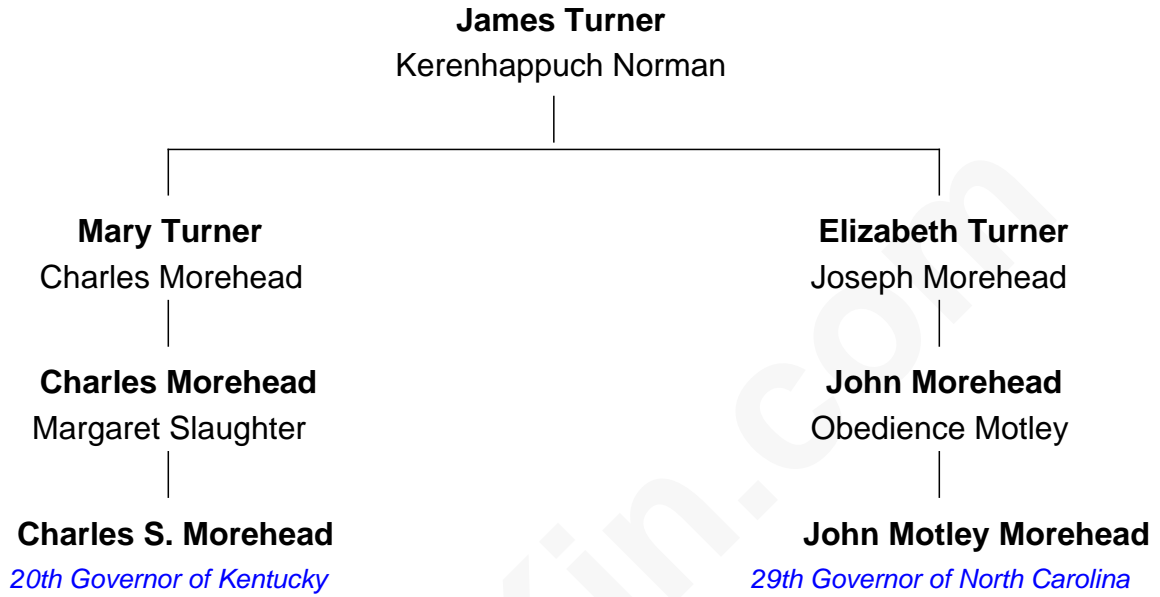 James Turner
Kerenhappuch Norman
Mary Turner
Charles Morehead
Elizabeth Turner
Joseph Morehead
Charles Morehead
Margaret Slaughter
John Morehead
Obedience Motley
Charles S. Morehead
20th Governor of Kentucky
John Motley Morehead
29th Governor of North Carolina